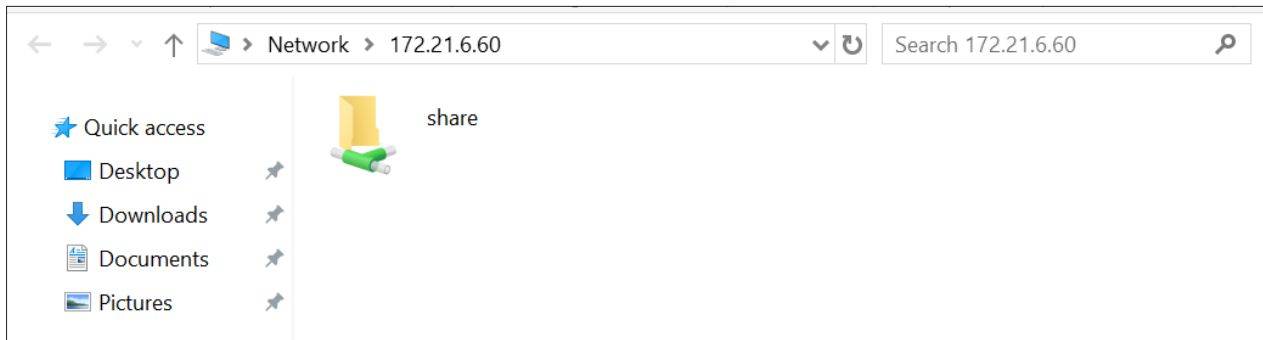 Network > 172.21.6.60
Search 172.21.6.60
Quick access
share
Desktop
Downloads
Documents
Pictures